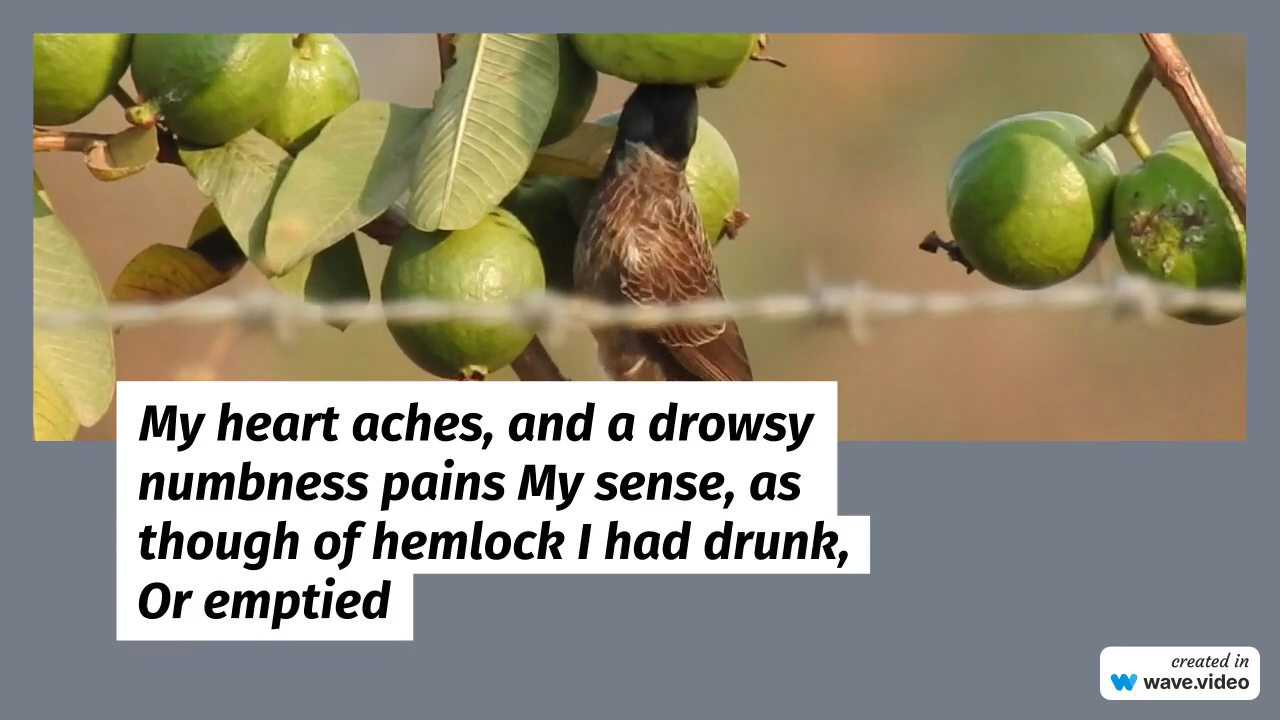 My heart aches, and a drowsy
numbness pains My sense, as
though of hemlock I had drunk,
Or emptied
created in
wave.video